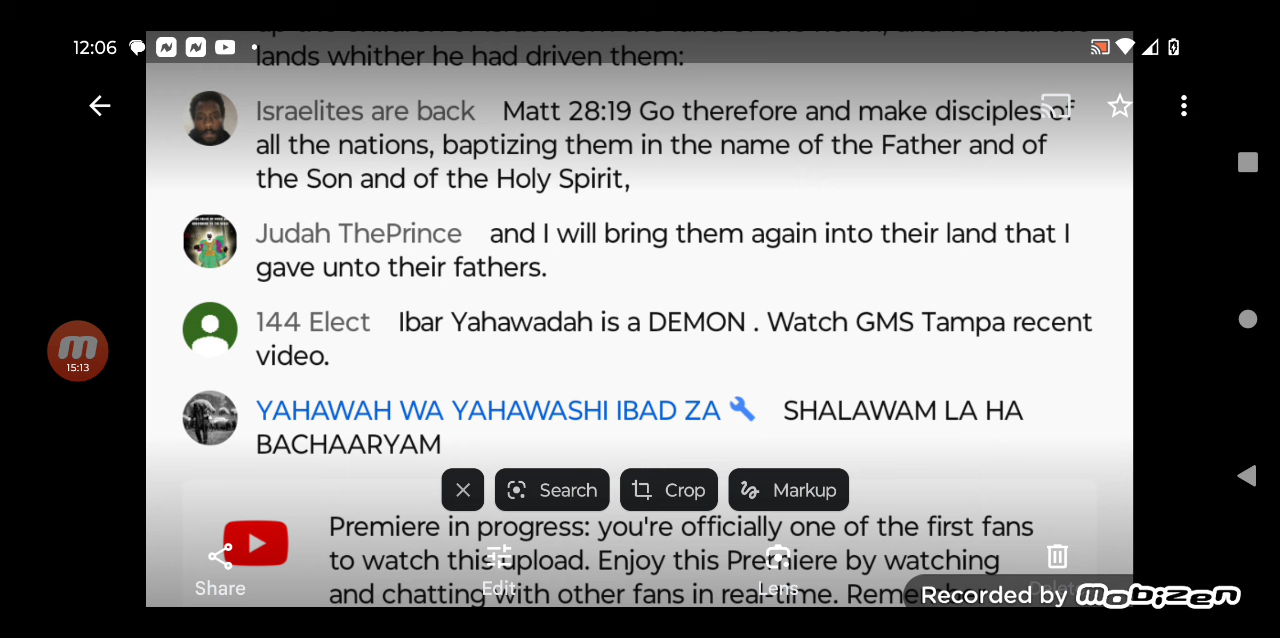 12:06
lands whither he had driven them:
Israelites are back Matt 28:19 Go therefore and make disciples of
all the nations, baptizing them in the name of the Father and of
the Son and of the Holy Spirit,
Judah ThePrince and I will bring them again into their land that I
gave unto their fathers.
144 Elect Ibar Yahawadah is a DEMON . Watch GMS Tampa recent
video.
15:13
YAHAWAH WA YAHAWASHI IBAD ZA SHALAWAM LA HA
BACHAARYAM
Search Crop Markup
Premiere in progress: you're officially one of the first fans
to watch this upload. Enjoy this Premiere by watching
Share Edit Lens Delete
and chatting with other fans in real-time.
Recorded by mobizen